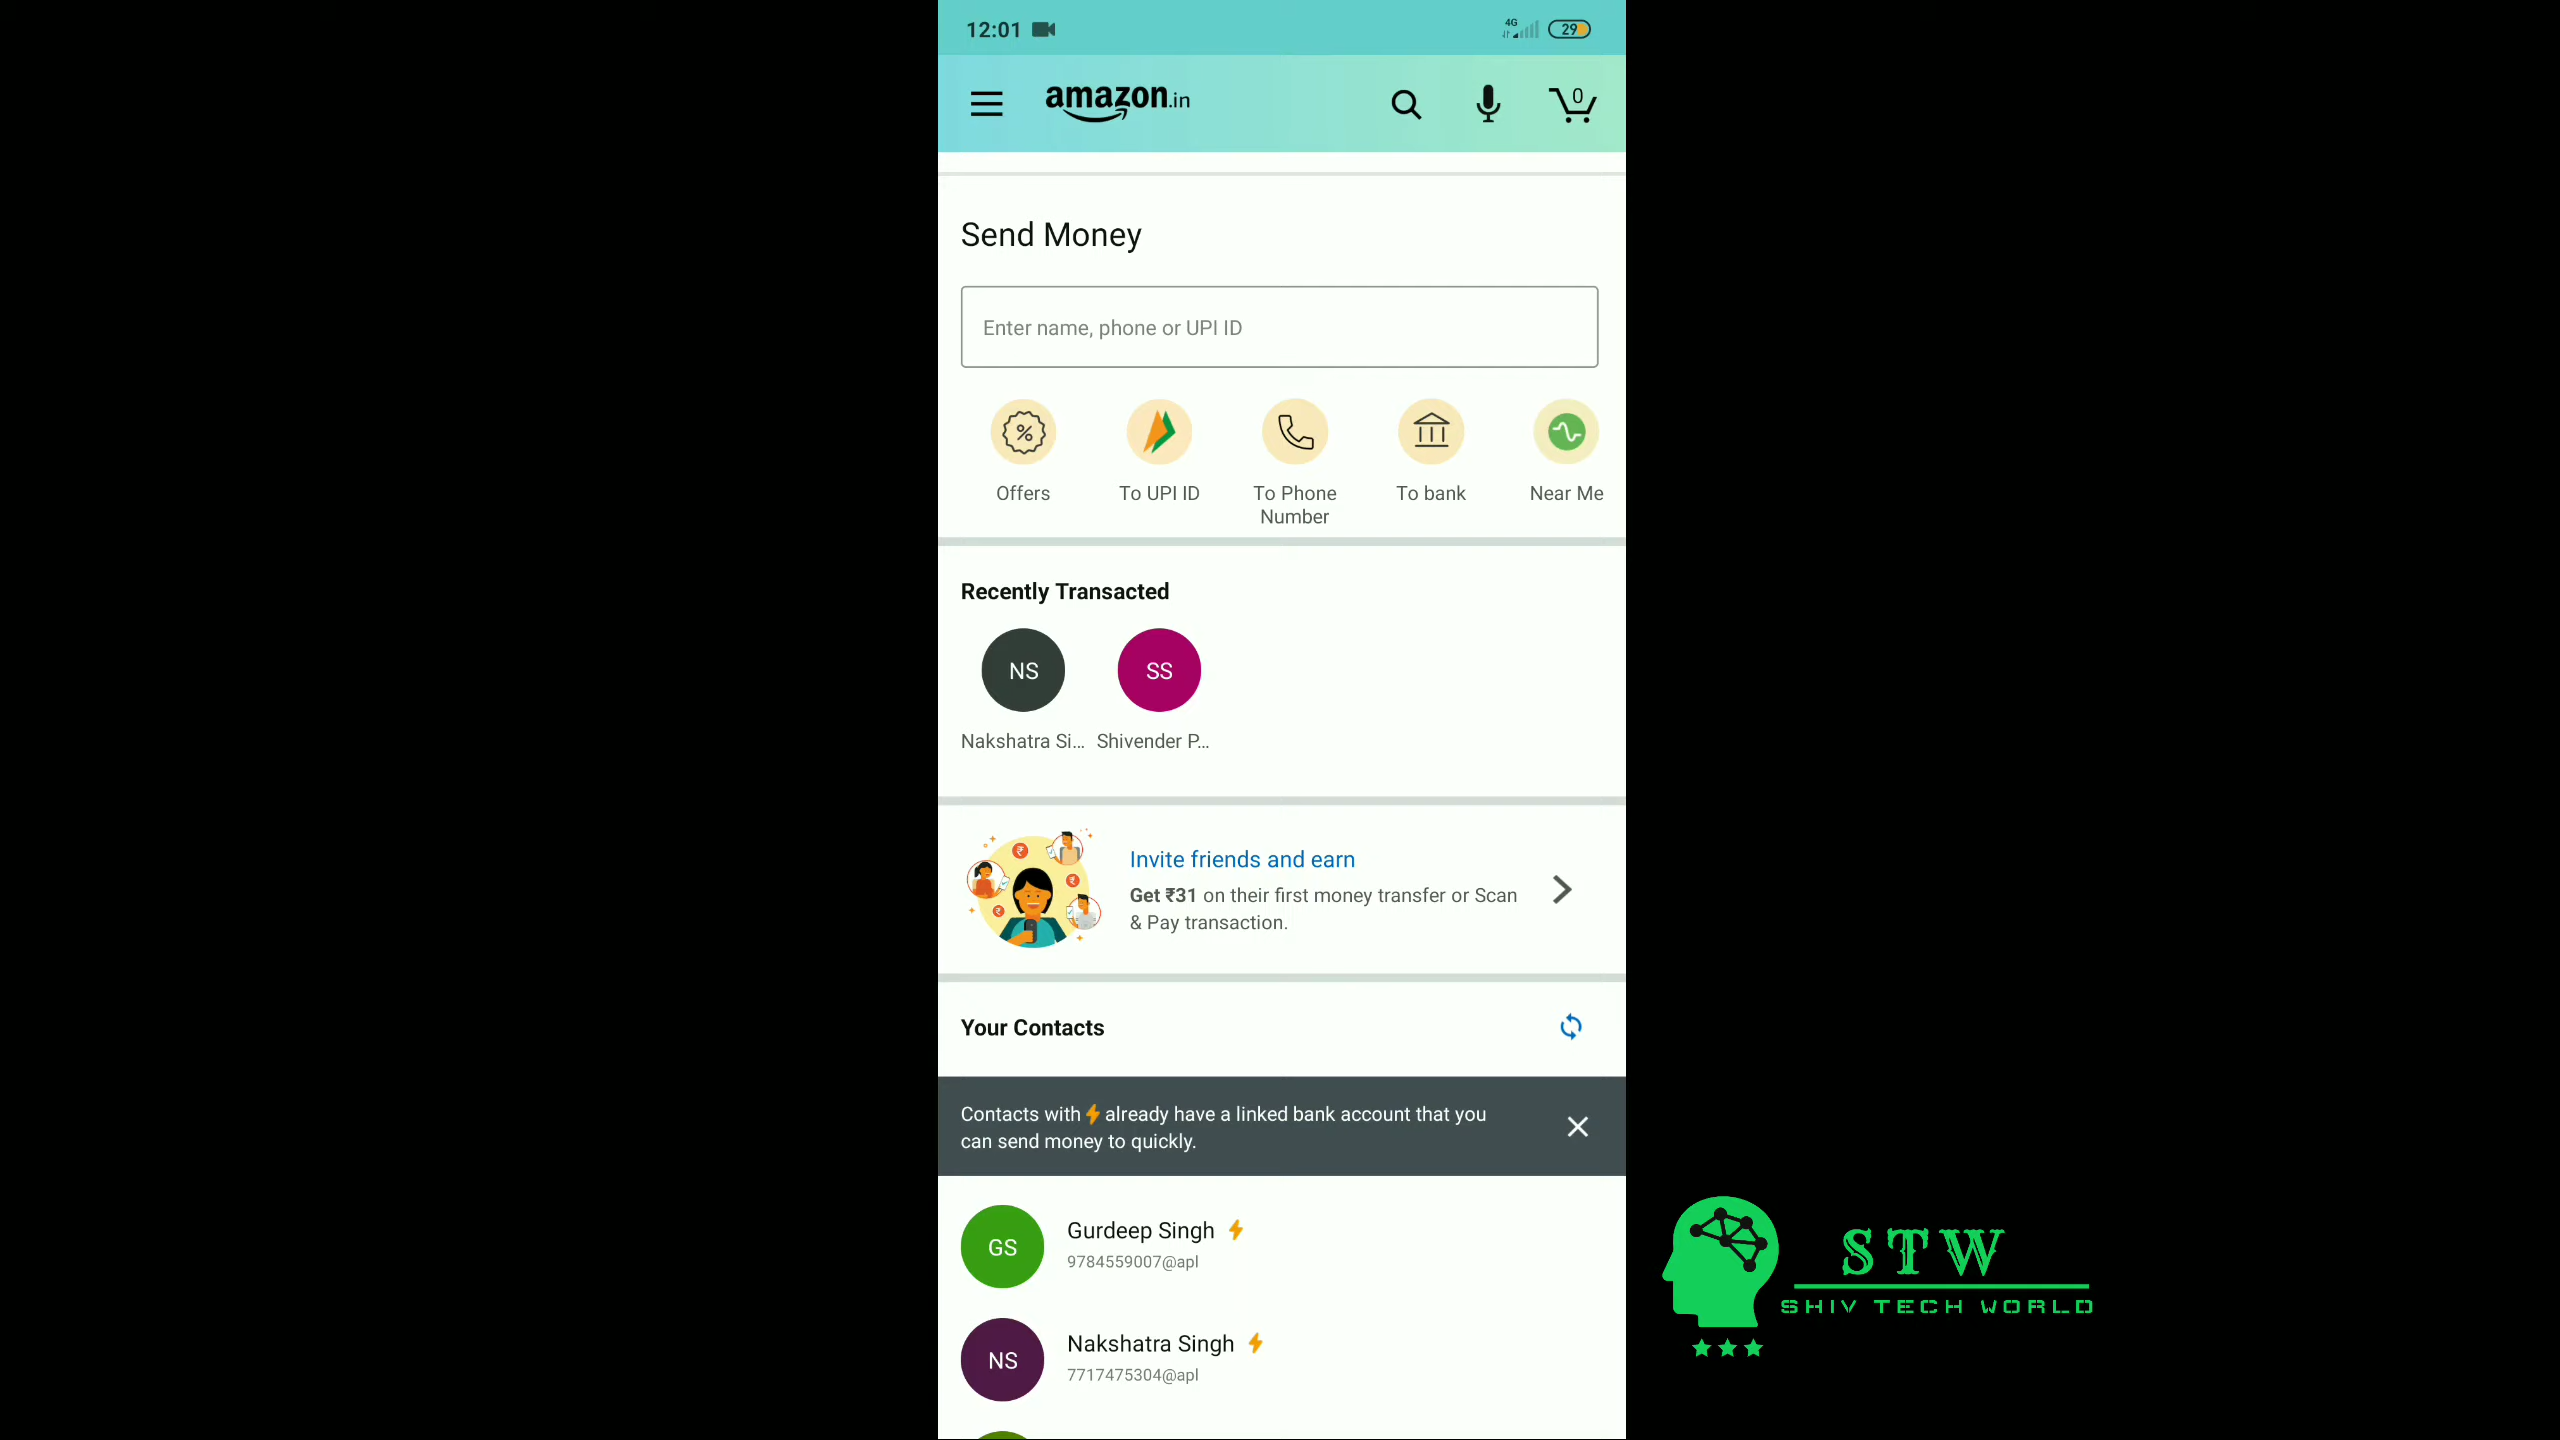 12:01
4G
29
amazon.in
0
Send Money
Enter name, phone or UPI ID
Offers
To UPI ID
To Phone
Number
To bank
Near Me
Recently Transacted
NS
SS
Nakshatra Si...
Shivender P...
Invite friends and earn
Get ₹31 on their first money transfer or Scan
& Pay transaction.
Your Contacts
Contacts with already have a linked bank account that you
can send money to quickly.
GS
Gurdeep Singh
9784559007@apl
NS
Nakshatra Singh
7717475304@apl
STW
SHIV TECH WORLD